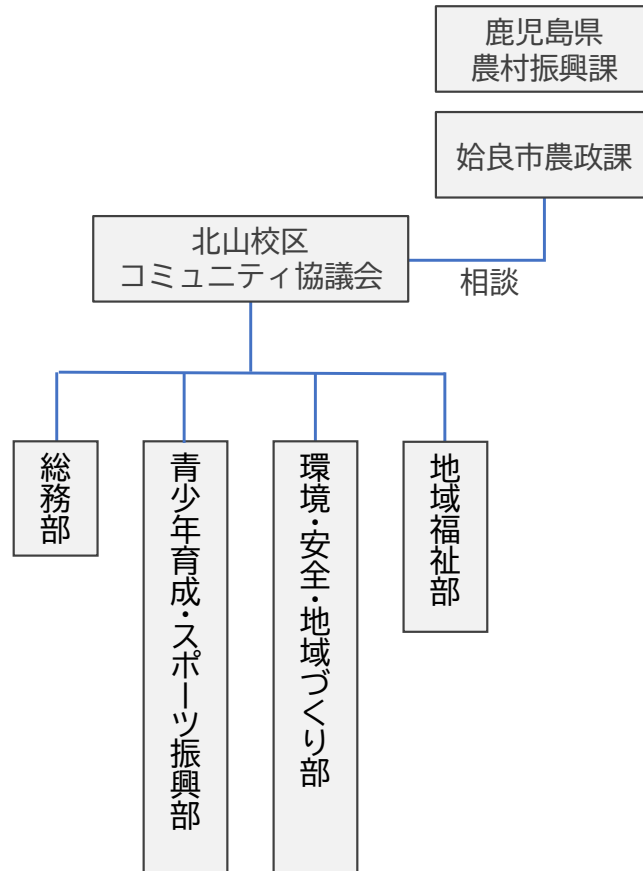 鹿児島県
農村振興課
姶良市農政課
北山校区
コミュニティ協議会
相談
総務部
青少年育成・スポーツ振興部
環境・安全・地域づくり部
地域福祉部